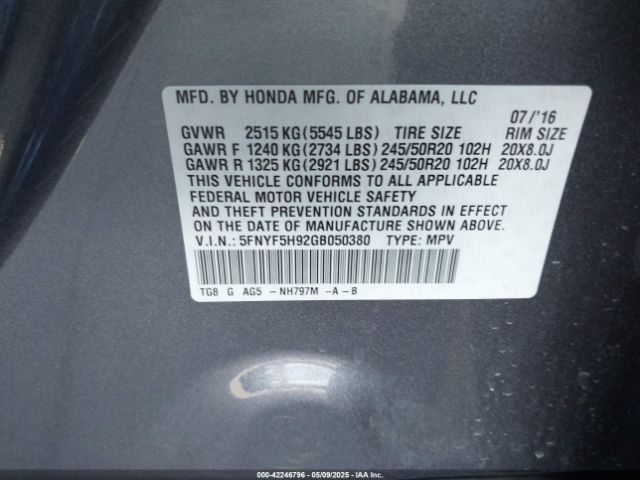 MFD. BY HONDA MFG. OF ALABAMA, LLC
07/'16
GVWR 2515 KG (5545 LBS) TIRE SIZE RIM SIZE
GAWR F 1240 KG (2734 LBS) 245/50R20 102H 20X8.0J
GAWR R 1325 KG (2921 LBS) 245/50R20 102H 20X8.0J
THIS VEHICLE CONFORMS TO ALL APPLICABLE
FEDERAL MOTOR VEHICLE SAFETY
AND THEFT PREVENTION STANDARDS IN EFFECT
ON THE DATE OF MANUFACTURE SHOWN ABOVE.
V.I.N.: 5FNYF5H92GB050380 TYPE: MPV
TG8 G AG5 -NH797M -A-B
000-42246796 - 05/09/2025 - IAA Inc.